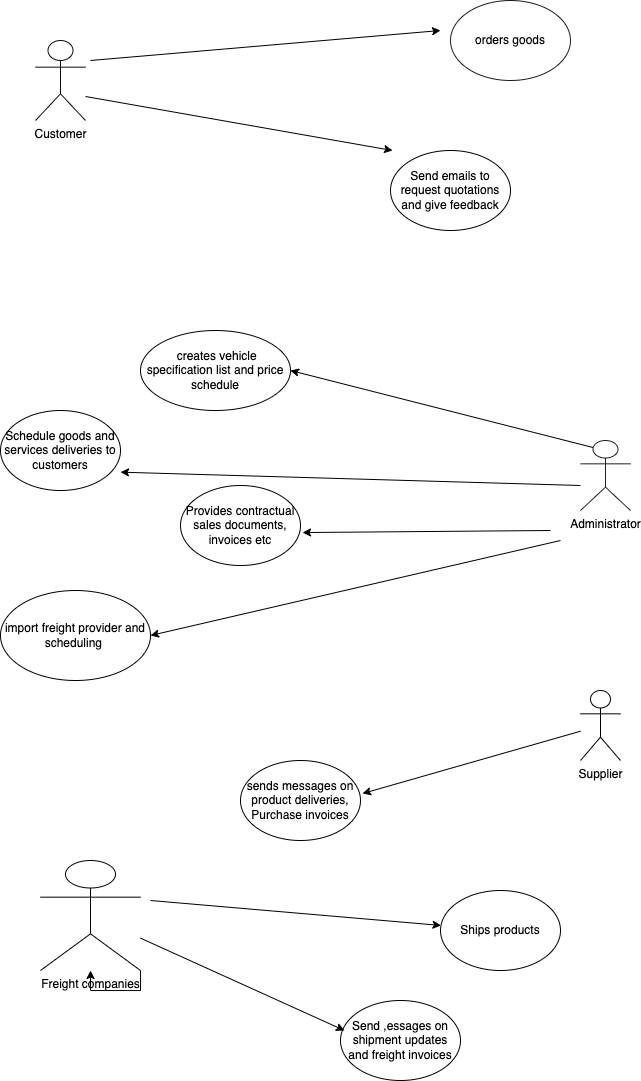 orders goods
Customer
Send emails to
request quotations
and give feedback
creates vehicle
specification list and price
schedule
Schedule goods and
services deliveries to
customers
Administrator
Provides contractual
sales documents,
invoices etc
import freight provider and
scheduling
Supplier
sends messages on
product deliveries,
Purchase invoices
Ships products
Freight companies
Send ,essages on
shipment updates
and freight invoices